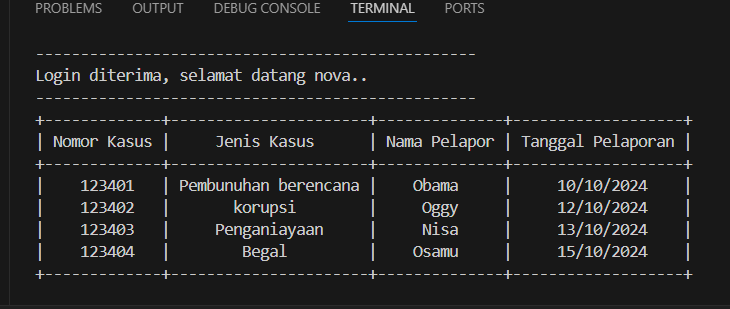 PROBLEMS OUTPUT DEBUG CONSOLE TERMINAL PORTS
-------------------------------------------------
Login diterima, selamat datang nova..
-------------------------------------------------
+-------------+----------------------+--------------+-------------------+
| Nomor Kasus |     Jenis Kasus      | Nama Pelapor | Tanggal Pelaporan |
+-------------+----------------------+--------------+-------------------+
|    123401   | Pembunuhan berencana |    Obama     |     10/10/2024    |
|    123402   |       korupsi        |     Oggy     |     12/10/2024    |
|    123403   |     Penganiayaan     |     Nisa     |     13/10/2024    |
|    123404   |        Begal         |    Osamu     |     15/10/2024    |
+-------------+----------------------+--------------+-------------------+